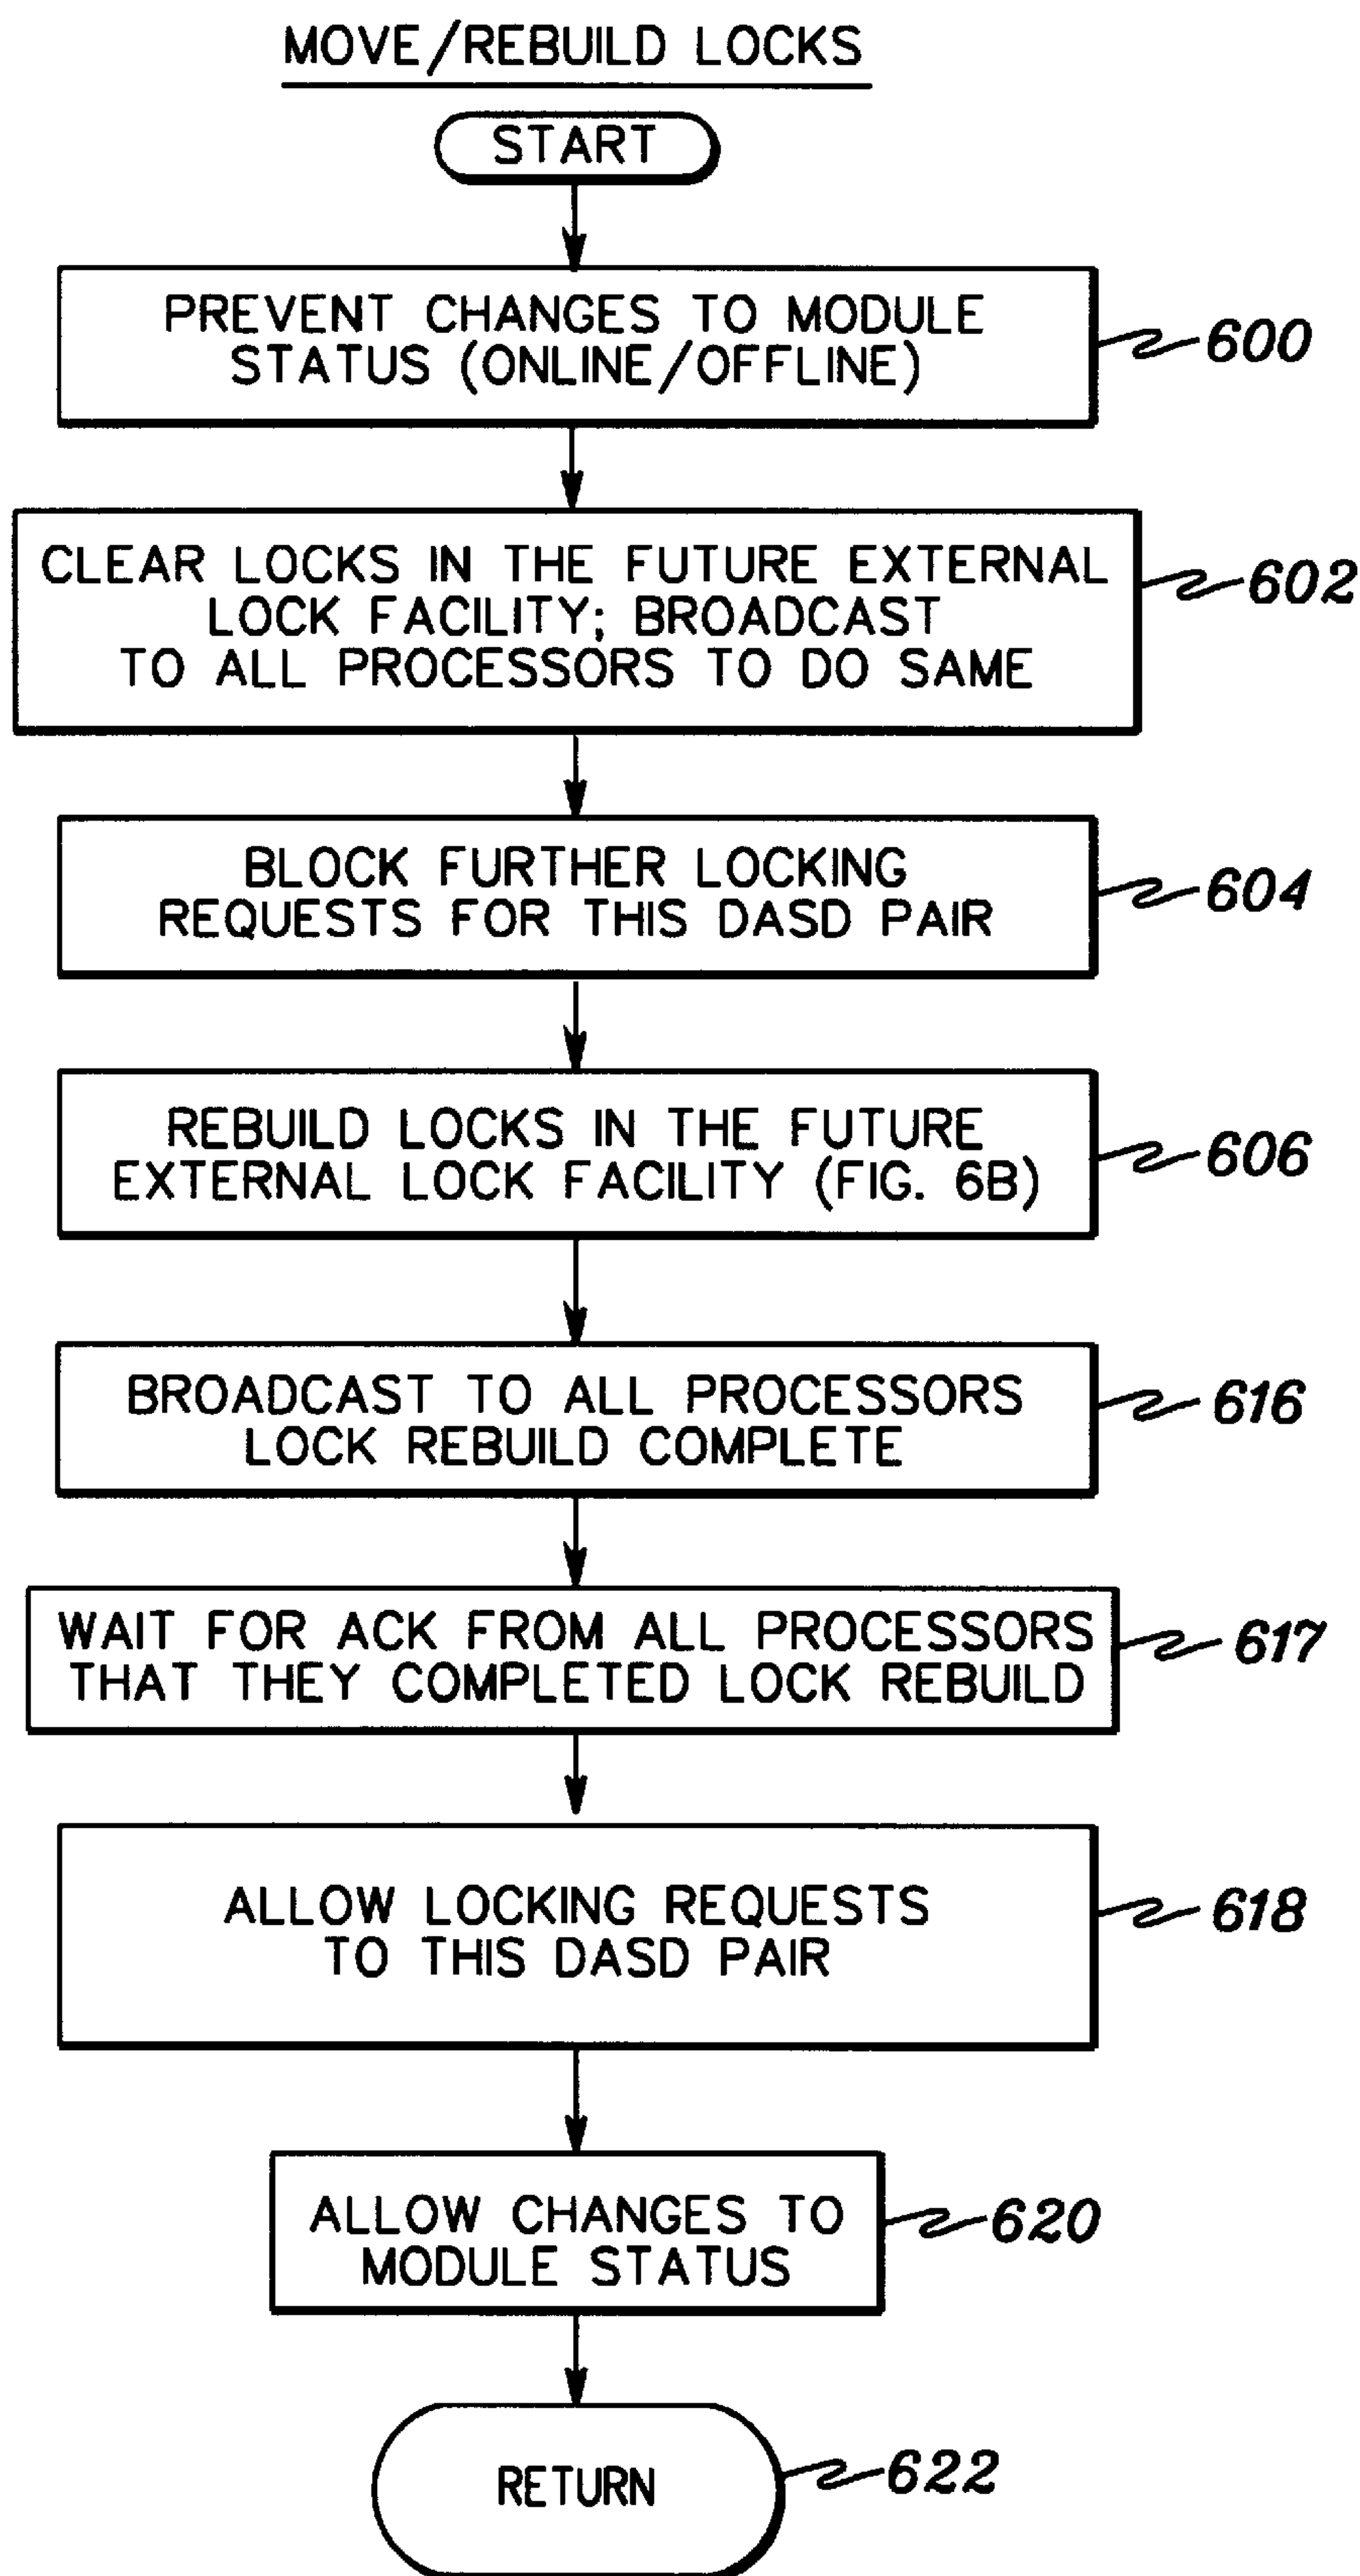 MOVE/REBUILD LOCKS
START
PREVENT CHANGES TO MODULE
STATUS (ONLINE/OFFLINE)
600
CLEAR LOCKS IN THE FUTURE EXTERNAL
LOCK FACILITY; BROADCAST
TO ALL PROCESSORS TO DO SAME
602
BLOCK FURTHER LOCKING
REQUESTS FOR THIS DASD PAIR
604
REBUILD LOCKS IN THE FUTURE
EXTERNAL LOCK FACILITY (FIG. 6B)
606
BROADCAST TO ALL PROCESSORS
LOCK REBUILD COMPLETE
616
WAIT FOR ACK FROM ALL PROCESSORS
THAT THEY COMPLETED LOCK REBUILD
617
ALLOW LOCKING REQUESTS
TO THIS DASD PAIR
618
ALLOW CHANGES TO
MODULE STATUS
620
RETURN
622